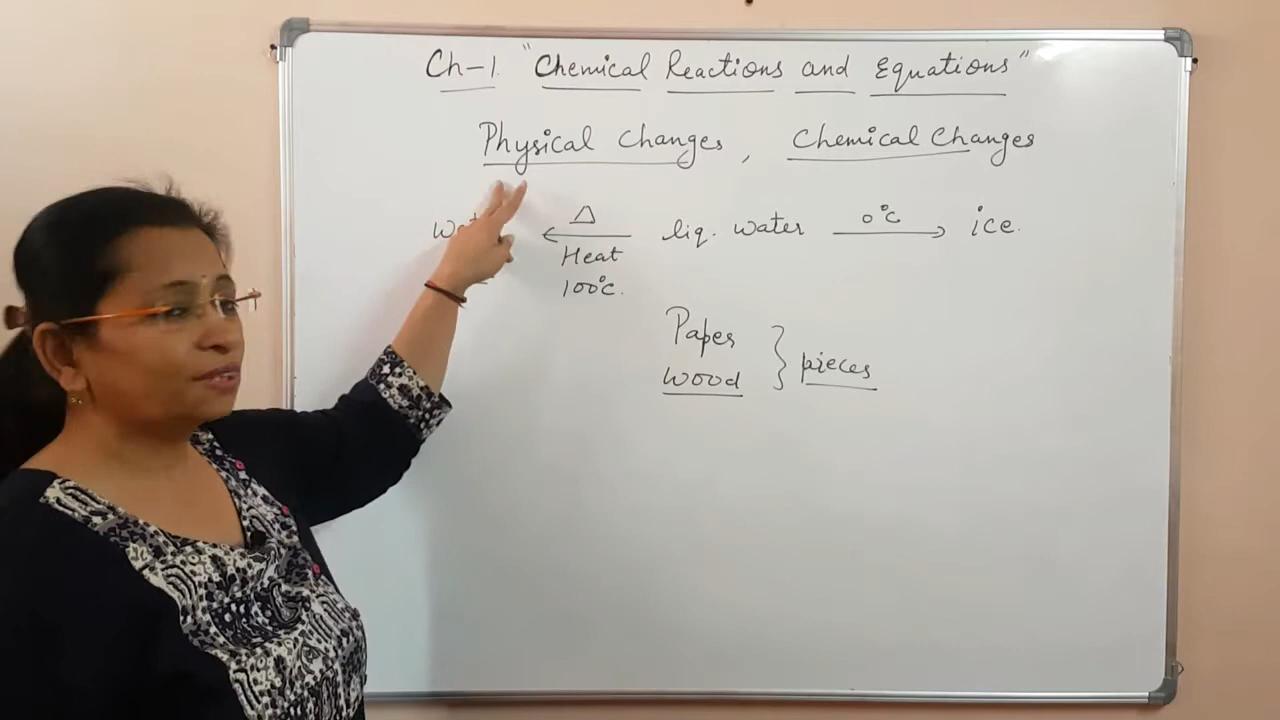 Ch-1. "Chemical Reactions and Equations"
Physical Changes, Chemical Changes
← Δ Heat 100°C. liq. water 0°C → ice.
Paper
wood } pieces